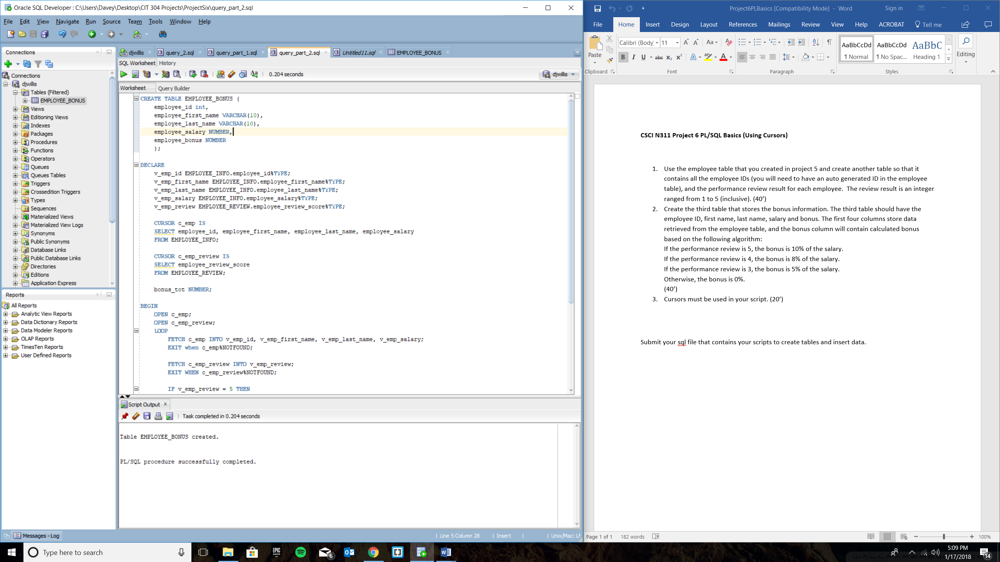 Oracle SQL Developer : C:\Users\Davey\Desktop\CIT 304 Projects\ProjectSix\query_part_2.sql
File Edit View Navigate Run Source Team Tools Window Help
Connections
Connections
djwillis
Tables (Filtered)
EMPLOYEE_BONUS
Views
Editioning Views
Indexes
Packages
Procedures
Functions
Operators
Queues
Queues Tables
Triggers
Crossedition Triggers
Types
Sequences
Materialized Views
Materialized View Logs
Synonyms
Public Synonyms
Database Links
Public Database Links
Directories
Editions
Application Express
Reports
All Reports
Analytic View Reports
Data Dictionary Reports
Data Modeler Reports
OLAP Reports
TimesTen Reports
User Defined Reports
djwillis query_2.sql query_part_1.sql query_part_2.sql Untitled11.sql EMPLOYEE_BONUS
SQL Worksheet History
0.204 seconds
djwillis
Worksheet Query Builder
CREATE TABLE EMPLOYEE_BONUS (
employee_id int,
employee_first_name VARCHAR(10),
employee_last_name VARCHAR(10),
employee_salary NUMBER,
employee_bonus NUMBER
);
DECLARE
v_emp_id EMPLOYEE_INFO.employee_id%TYPE;
v_emp_first_name EMPLOYEE_INFO.employee_first_name%TYPE;
v_emp_last_name EMPLOYEE_INFO.employee_last_name%TYPE;
v_emp_salary EMPLOYEE_INFO.employee_salary%TYPE;
v_emp_review EMPLOYEE_REVIEW.employee_review_score%TYPE;
CURSOR c_emp IS
SELECT employee_id, employee_first_name, employee_last_name, employee_salary
FROM EMPLOYEE_INFO;
CURSOR c_emp_review IS
SELECT employee_review_score
FROM EMPLOYEE_REVIEW;
bonus_tot NUMBER;
BEGIN
OPEN c_emp;
OPEN c_emp_review;
LOOP
FETCH c_emp INTO v_emp_id, v_emp_first_name, v_emp_last_name, v_emp_salary;
EXIT when c_emp%NOTFOUND;
FETCH c_emp_review INTO v_emp_review;
EXIT WHEN c_emp_review%NOTFOUND;
IF v_emp_review = 5 THEN
Script Output
Task completed in 0.204 seconds
Table EMPLOYEE_BONUS created.
PL/SQL procedure successfully completed.
Messages - Log
Line 5 Column 28 Insert Unix/Mac: LF
Project6PLBasics [Compatibility Mode] - Word Sign in
File Home Insert Design Layout References Mailings Review View Help ACROBAT Tell me
Calibri (Body) 11
Paste
AaBbCcDd AaBbCcDd AaBbC
¶ Normal ¶ No Spac... Heading 1
Editing
Clipboard Font Paragraph Styles
CSCI N311 Project 6 PL/SQL Basics (Using Cursors)
1. Use the employee table that you created in project 5 and create another table so that it
contains all the employee IDs (you will need to have an auto generated ID in the employee
table), and the performance review result for each employee. The review result is an integer
ranged from 1 to 5 (inclusive). (40’)
2. Create the third table that stores the bonus information. The third table should have the
employee ID, first name, last name, salary and bonus. The first four columns store data
retrieved from the employee table, and the bonus column will contain calculated bonus
based on the following algorithm:
If the performance review is 5, the bonus is 10% of the salary.
If the performance review is 4, the bonus is 8% of the salary.
If the performance review is 3, the bonus is 5% of the salary.
Otherwise, the bonus is 0%.
(40’)
3. Cursors must be used in your script. (20’)
Submit your sql file that contains your scripts to create tables and insert data.
Page 1 of 1 182 words 100%
Type here to search
EPIC GAMES
6
5:09 PM
1/17/2018
14